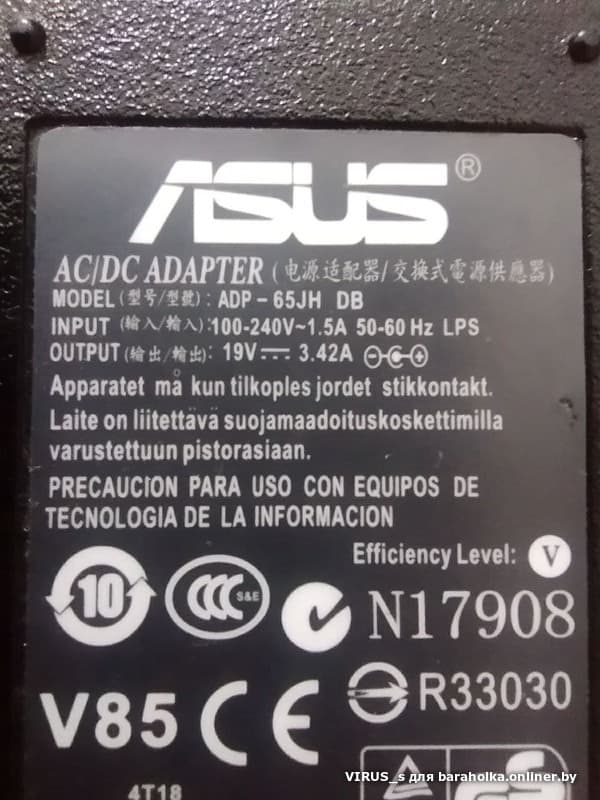 ASUS®
AC/DC ADAPTER (电源适配器/交换式電源供應器)
MODEL (型号/型號): ADP-65JH DB
INPUT (输入/輸入): 100-240V~1.5A 50-60Hz LPS
OUTPUT (输出/輸出): 19V⎓ 3.42A
Apparatet må kun tilkoples jordet stikkontakt.
Laite on liitettävä suojamaadoituskoskettimilla
varustettuun pistorasiaan.
PRECAUCION PARA USO CON EQUIPOS DE
TECNOLOGIA DE LA INFORMACION
Efficiency Level: V
10
CCC S&E
N17908
V85
CE
R33030
4T18
VIRUS_s для baraholka.onliner.by